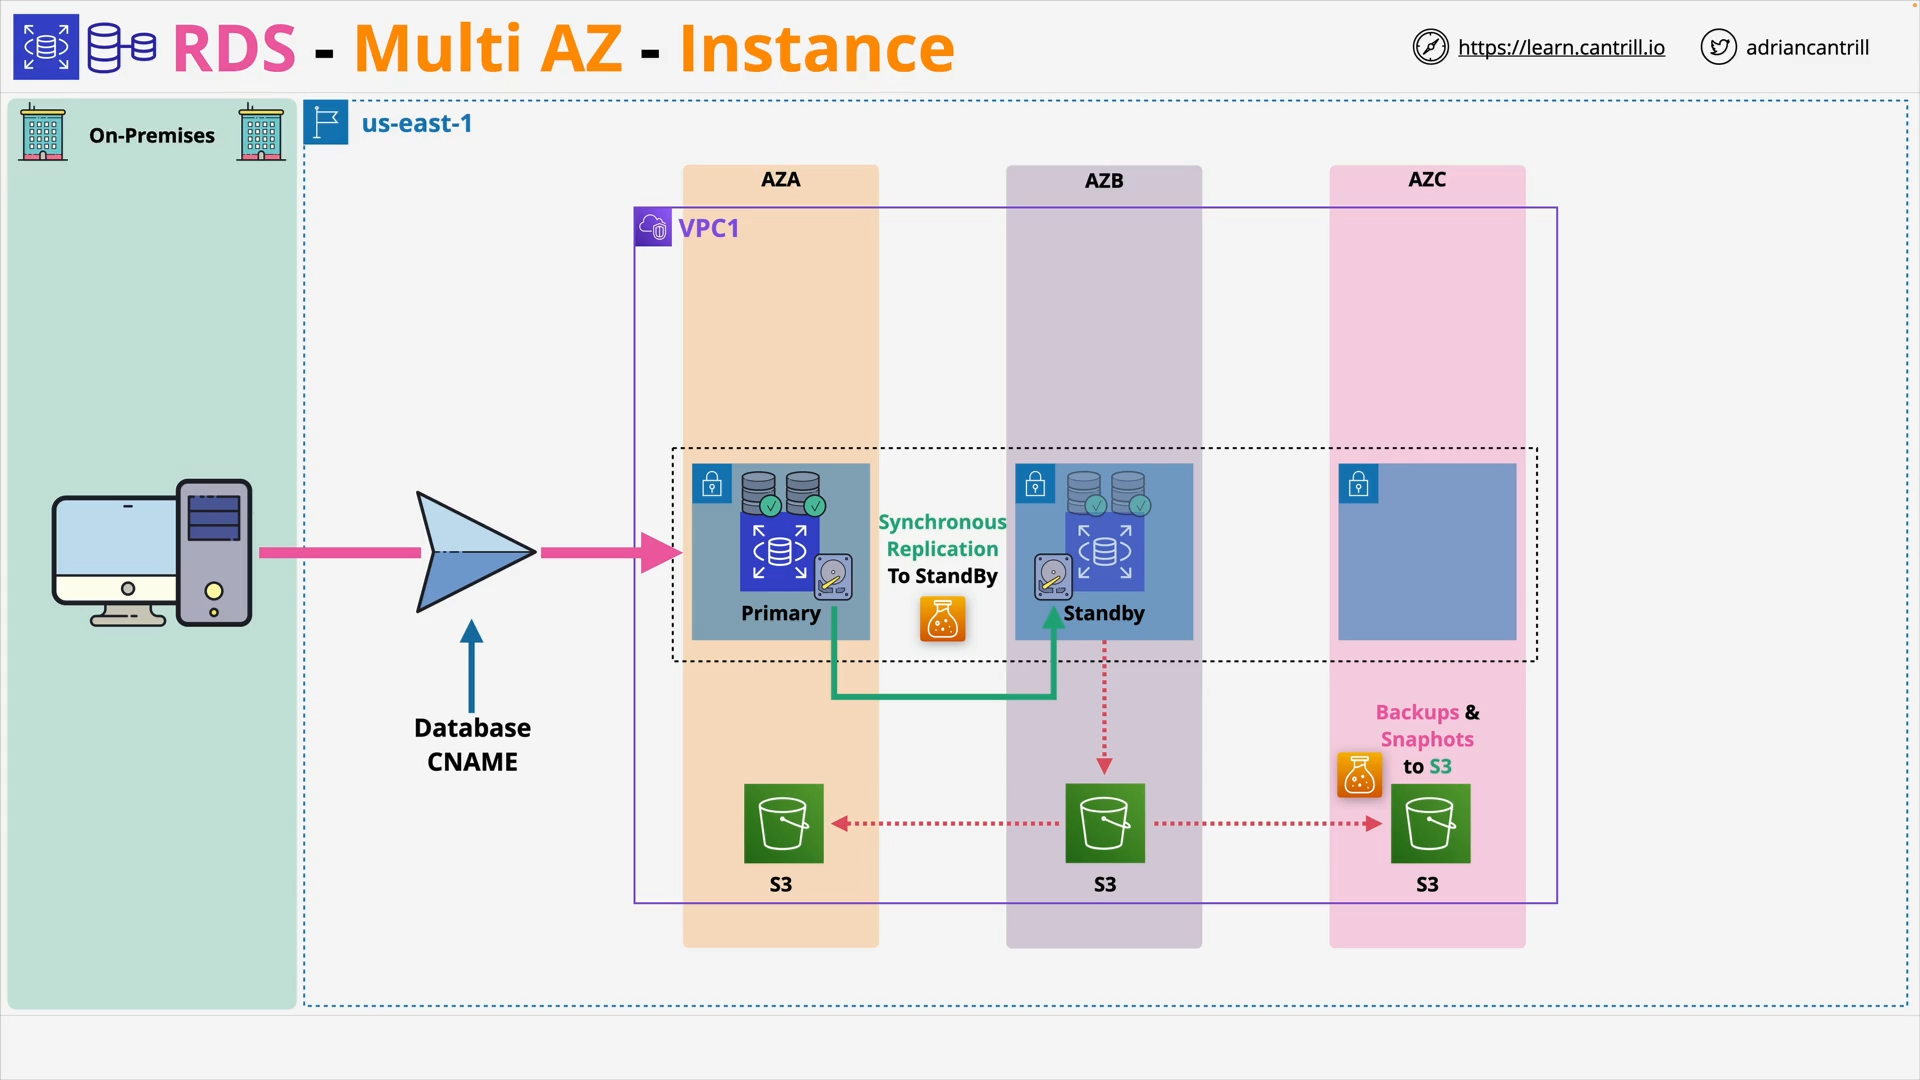 RDS - Multi AZ - Instance
https://learn.cantrill.io
adriancantrill
On-Premises
us-east-1
AZA
AZB
AZC
VPC1
Synchronous
Replication
To StandBy
Primary
Standby
Database
CNAME
Backups &
Snaphots
to S3
S3
S3
S3